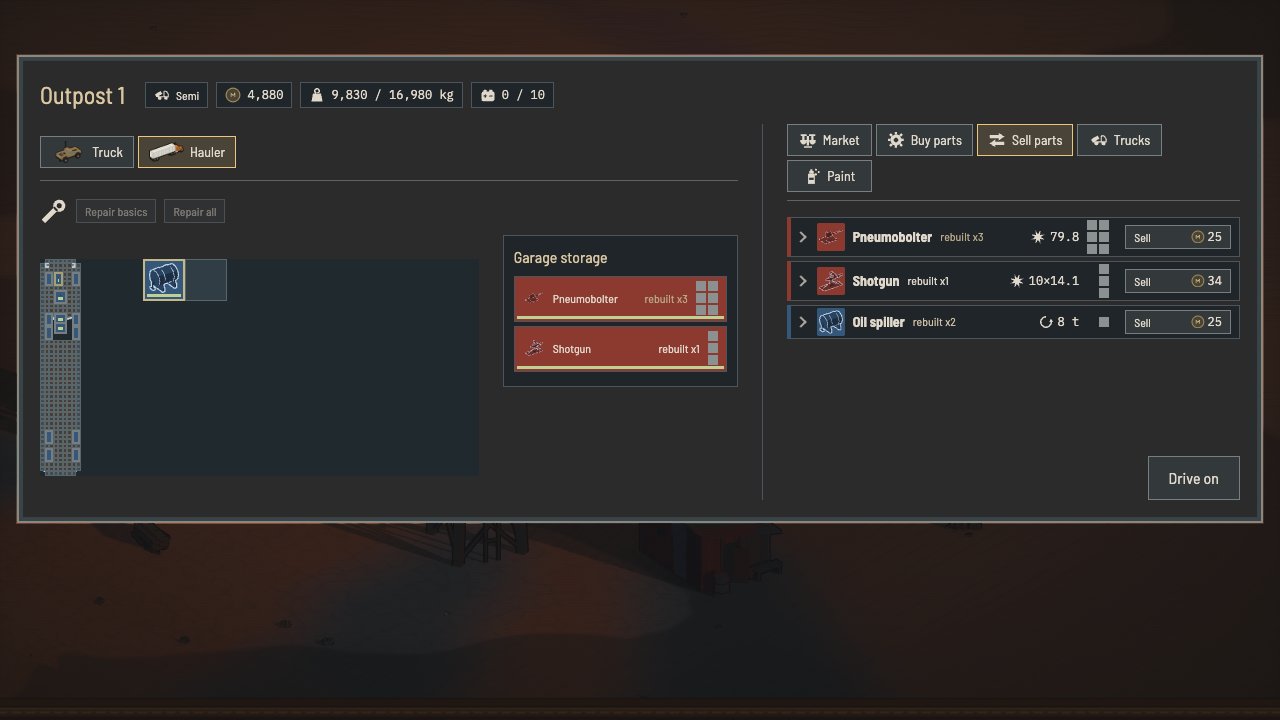 Outpost 1
Semi
4,880
9,830 / 16,980 kg
0 / 10
Truck
Hauler
Repair basics
Repair all
Garage storage
Pneumobolter rebuilt x3
Shotgun rebuilt x1
Market
Buy parts
Sell parts
Trucks
Paint
Pneumobolter rebuilt x3 79.8 Sell 25
Shotgun rebuilt x1 10×14.1 Sell 34
Oil spiller rebuilt x2 8 t Sell 25
Drive on